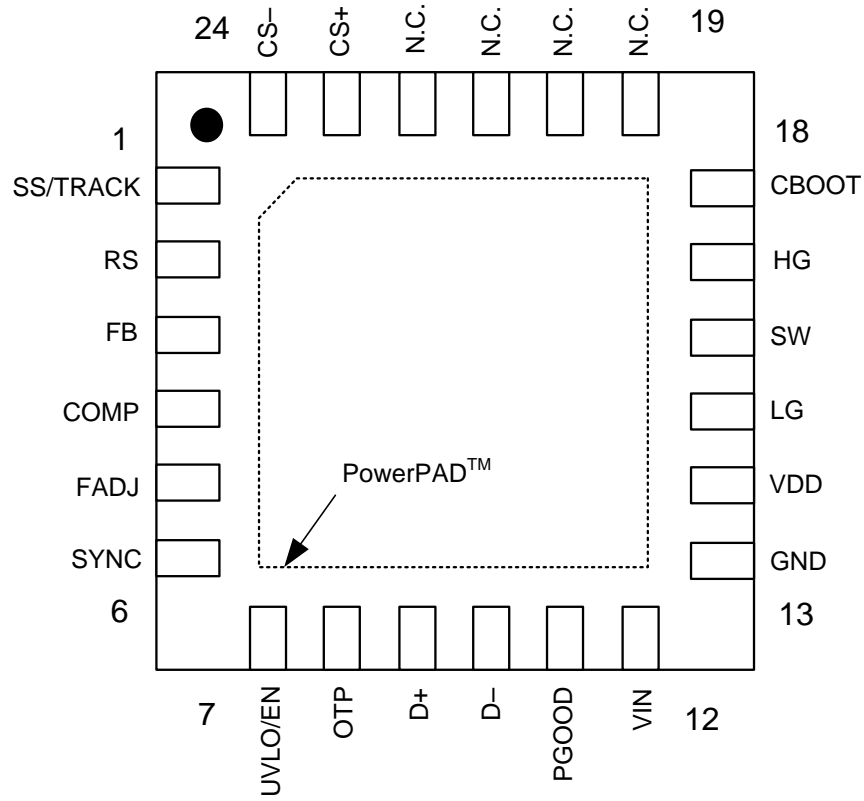 24 CS– CS+ N.C. N.C. N.C. N.C. 19
1 18
SS/TRACK CBOOT
RS HG
FB SW
COMP LG
FADJ PowerPAD™ VDD
SYNC GND
6 13
7 UVLO/EN OTP D+ D– PGOOD VIN 12